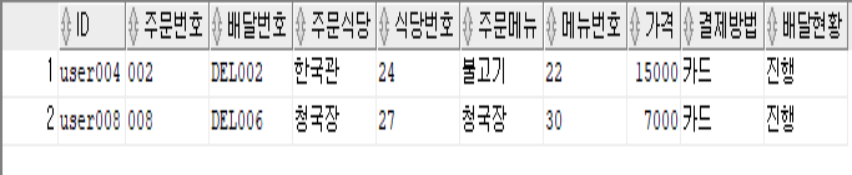 ID 주문번호 배달번호 주문식당 식당번호 주문메뉴 메뉴번호 가격 결제방법 배달현황
1 user004 002 DEL002 한국관 24 불고기 22 15000 카드 진행
2 user008 008 DEL006 청국장 27 청국장 30 7000 카드 진행